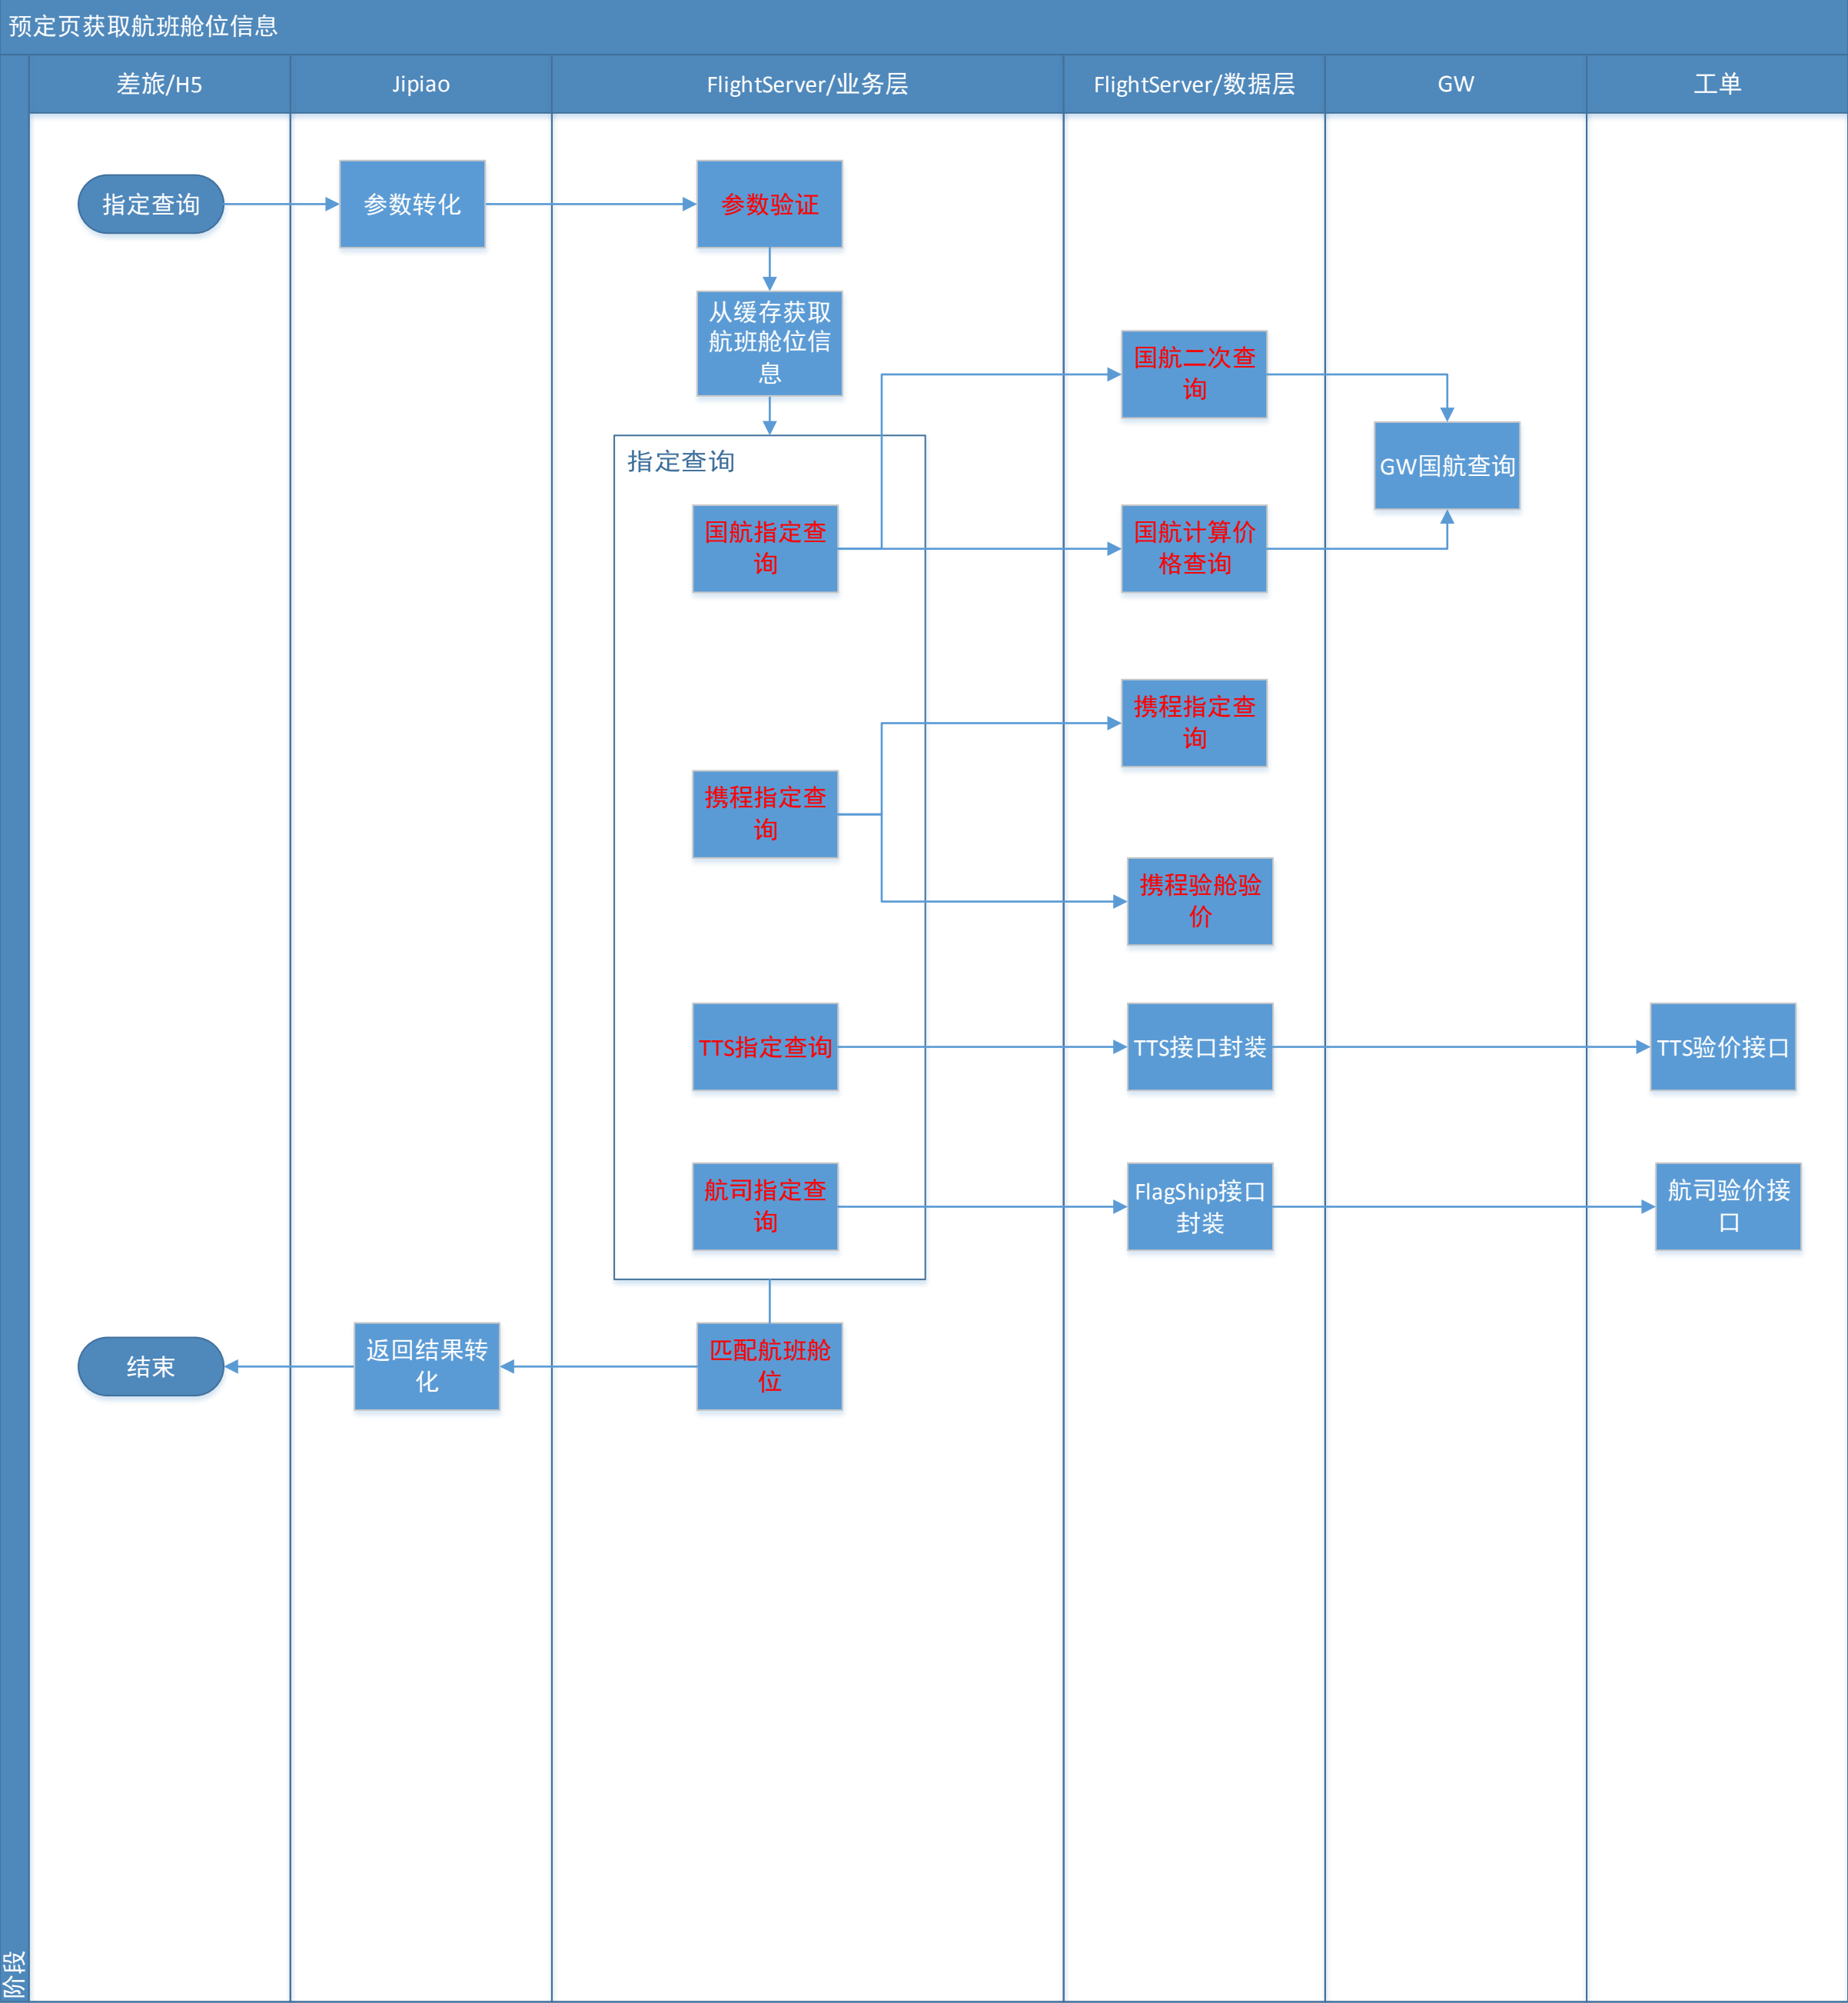 预定页获取航班舱位信息
差旅/H5
Jipiao
FlightServer/业务层
FlightServer/数据层
GW
工单
指定查询
参数转化
参数验证
从缓存获取
航班舱位信
息
国航二次查
询
GW国航查询
指定查询
国航指定查
询
国航计算价
格查询
携程指定查
询
携程指定查
询
携程验舱验
价
TTS指定查询
TTS接口封装
TTS验价接口
航司指定查
询
FlagShip接口
封装
航司验价接
口
结束
返回结果转
化
匹配航班舱
位
阶段